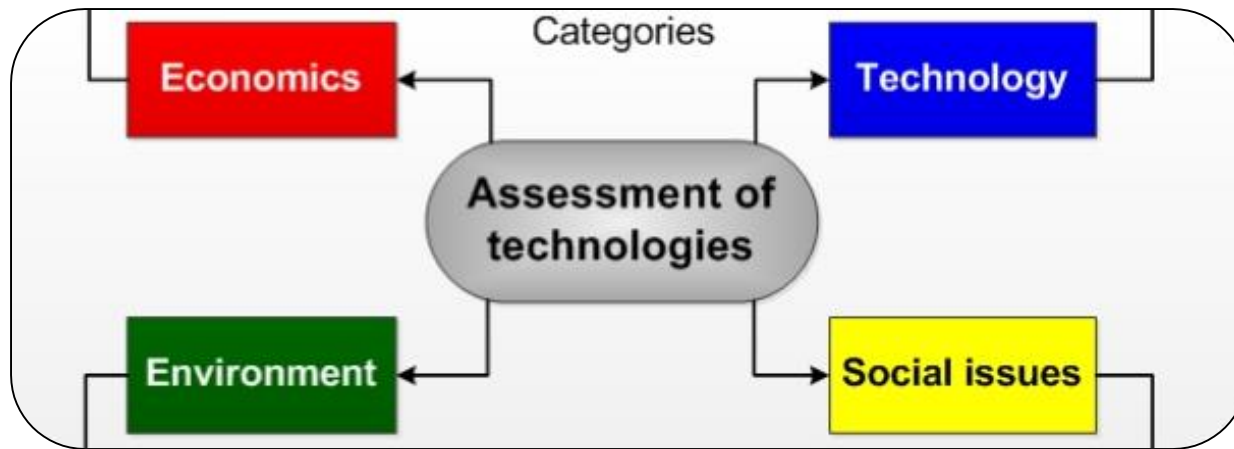 Categories
Economics
Technology
Assessment of
technologies
Environment
Social issues